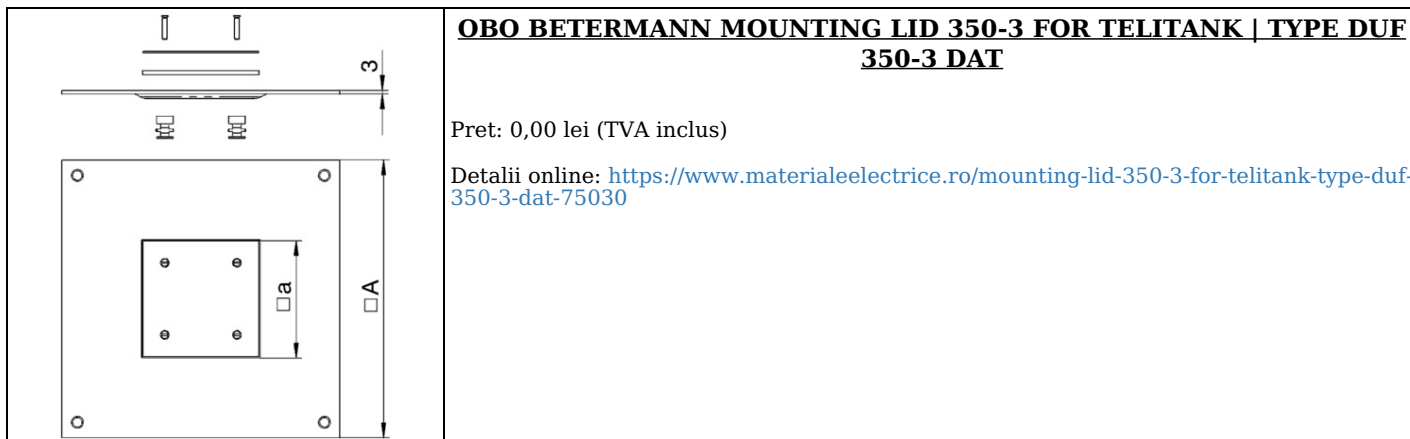 3
□a
□A
OBO BETERMANN MOUNTING LID 350-3 FOR TELITANK | TYPE DUF
350-3 DAT
Pret: 0,00 lei (TVA inclus)
Detalii online: https://www.materialeelectrice.ro/mounting-lid-350-3-for-telitank-type-duf-
350-3-dat-75030